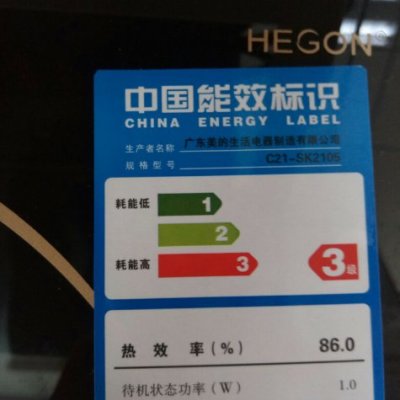 HEGON®
中国能效标识
CHINA ENERGY LABEL
生产者名称 广东美的生活电器制造有限公司
规格型号 C21-SK2105
耗能低 1
2
耗能高 3 3级
热效率(%) 86.0
待机状态功率(W) 1.0